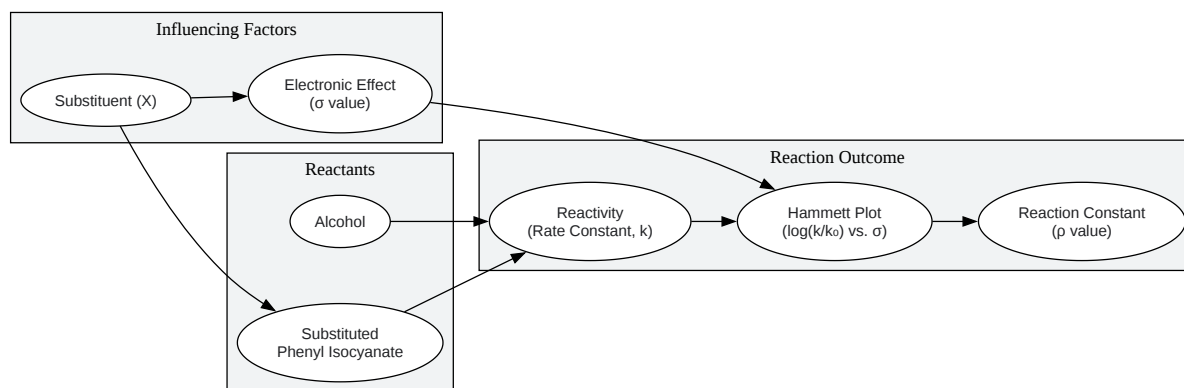 Influencing Factors
Substituent (X)
Electronic Effect
(σ value)
Reactants
Alcohol
Substituted
Phenyl Isocyanate
Reaction Outcome
Reactivity
(Rate Constant, k)
Hammett Plot
(log(k/k₀) vs. σ)
Reaction Constant
(ρ value)